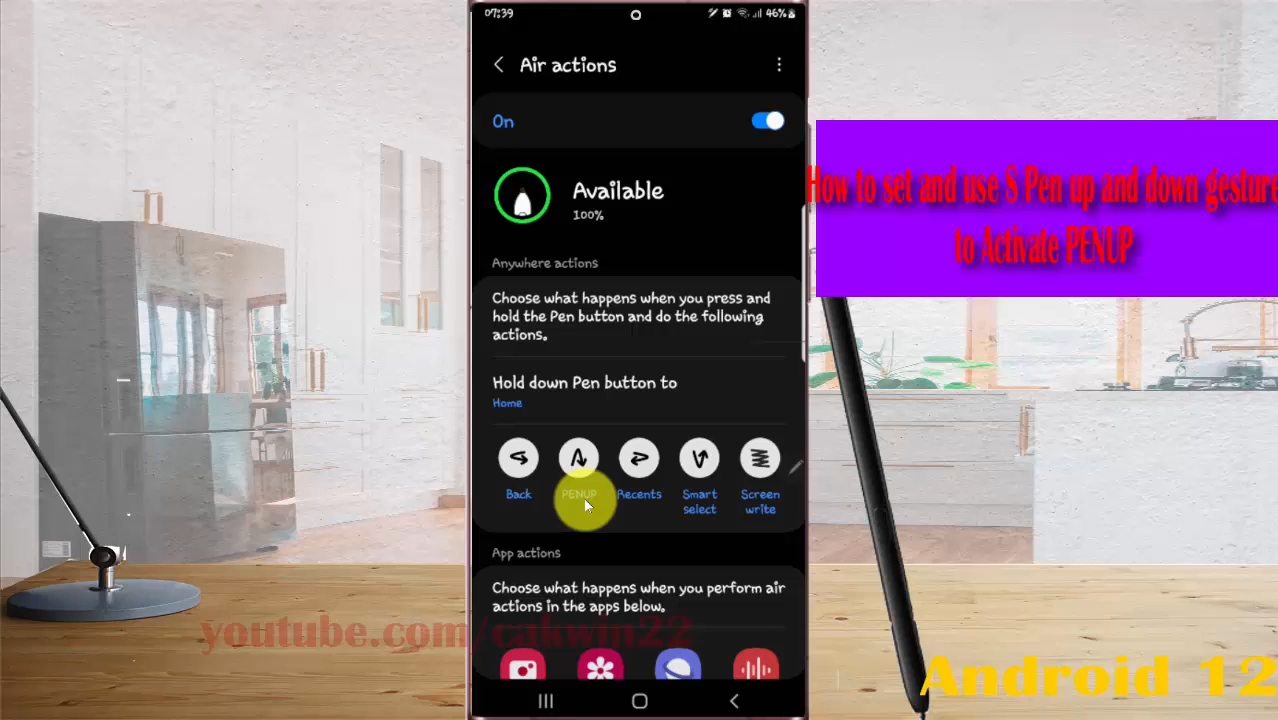 07:39
46%
Air actions
On
Available
100%
Anywhere actions
Choose what happens when you press and
hold the Pen button and do the following
actions.
Hold down Pen button to
Home
Back
PENUP
Recents
Smart
select
Screen
write
App actions
Choose what happens when you perform air
actions in the apps below.
How to set and use S Pen up and down gesture
to Activate PENUP
youtube.com/cakwin22
Android 12